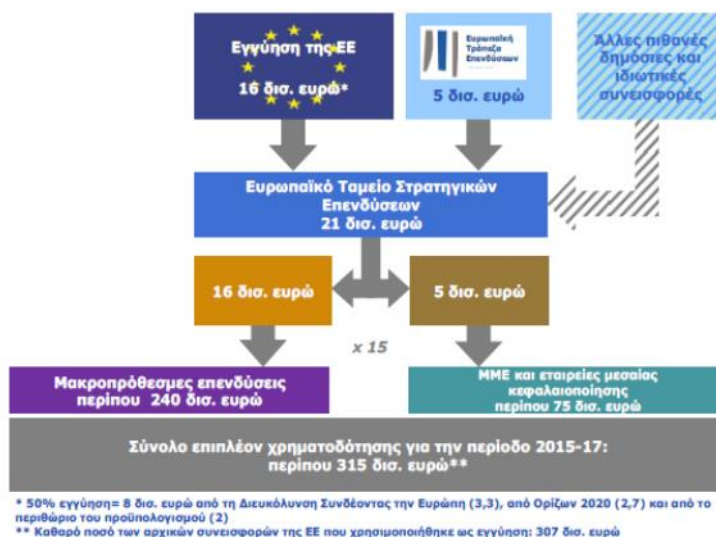 Εγγύηση της ΕΕ
16 δισ. ευρώ*
Ευρωπαϊκή
Τράπεζα
Επενδύσεων
5 δισ. ευρώ
Άλλες πιθανές
δημόσιες και
ιδιωτικές
συνεισφορές
Ευρωπαϊκό Ταμείο Στρατηγικών
Επενδύσεων
21 δισ. ευρώ
16 δισ. ευρώ
5 δισ. ευρώ
x 15
Μακροπρόθεσμες επενδύσεις
περίπου 240 δισ. ευρώ
ΜΜΕ και εταιρείες μεσαίας
κεφαλαιοποίησης
περίπου 75 δισ. ευρώ
Σύνολο επιπλέον χρηματοδότησης για την περίοδο 2015-17:
περίπου 315 δισ. ευρώ**
* 50% εγγύηση= 8 δισ. ευρώ από τη Διευκόλυνση Συνδέοντας την Ευρώπη (3,3), από Ορίζων 2020 (2,7) και από το
περιθώριο του προϋπολογισμού (2)
** Καθαρό ποσό των αρχικών συνεισφορών της ΕΕ που χρησιμοποιήθηκε ως εγγύηση: 307 δισ. ευρώ